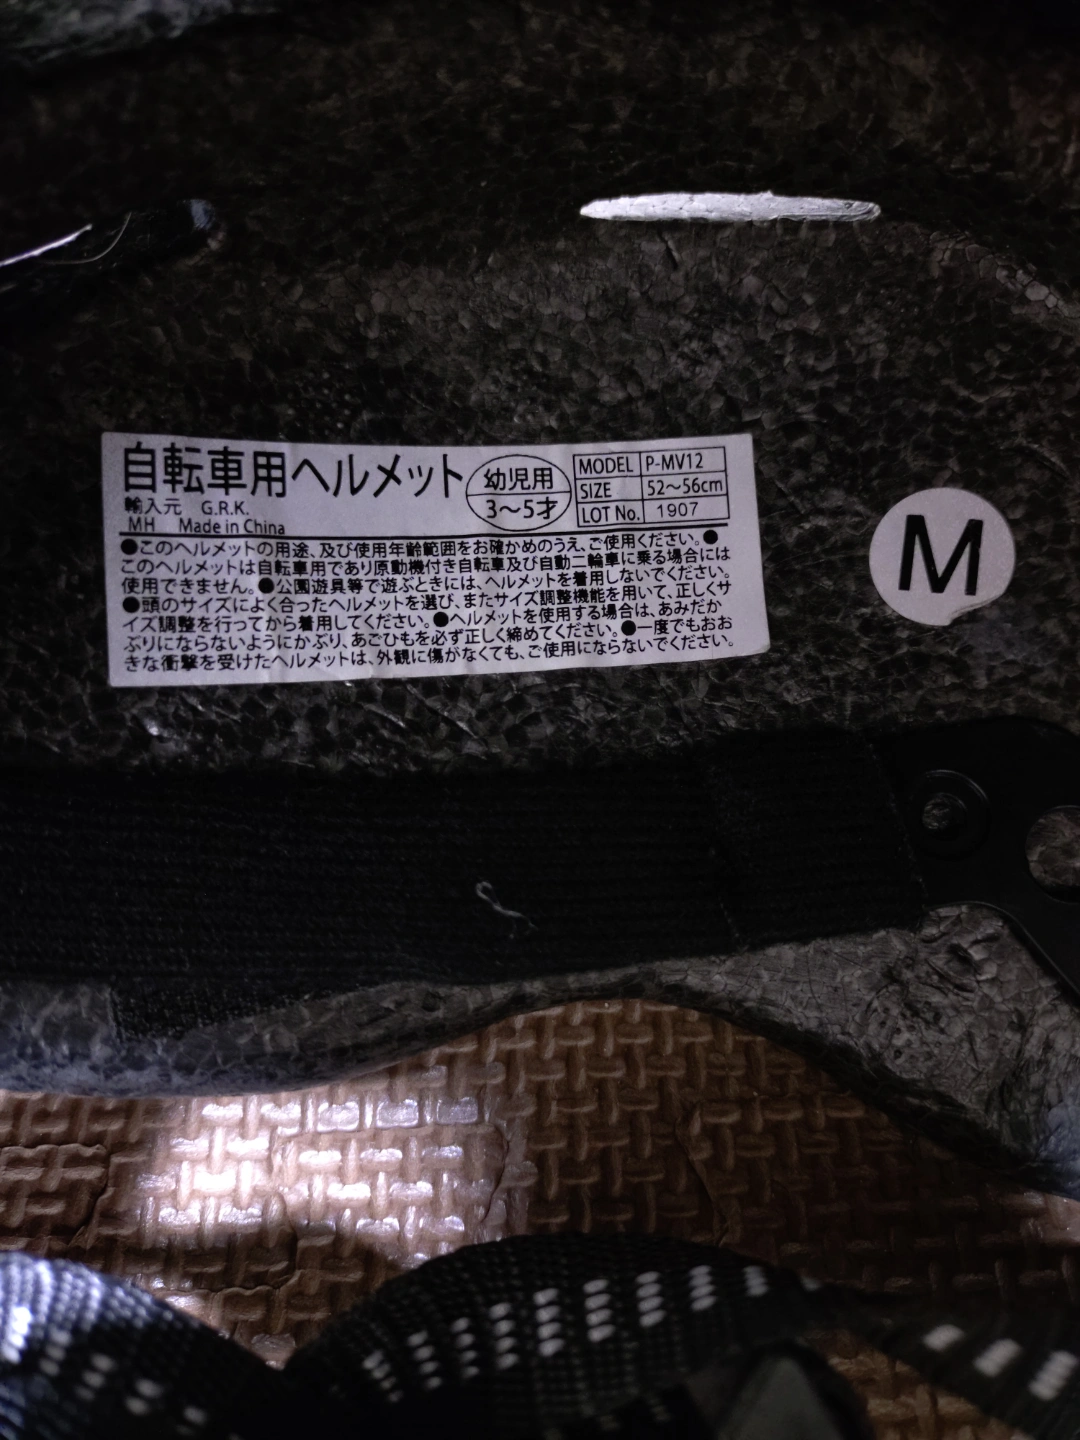 自転車用ヘルメット
輸入元 G.R.K.
MH Made in China
幼児用
3〜5才
MODEL P-MV12
SIZE 52〜56cm
LOT No. 1907
●このヘルメットの用途、及び使用年齢範囲をお確かめのうえ、ご使用ください。●
このヘルメットは自転車用であり原動機付き自転車及び自動二輪車に乗る場合には
使用できません。●公園遊具等で遊ぶときには、ヘルメットを着用しないでください。
●頭のサイズによく合ったヘルメットを選び、またサイズ調整機能を用いて、正しくサ
イズ調整を行ってから着用してください。●ヘルメットを使用する場合は、あみだか
ぶりにならないようにかぶり、あごひもを必ず正しく締めてください。●一度でもおお
きな衝撃を受けたヘルメットは、外観に傷がなくても、ご使用にならないでください。
M